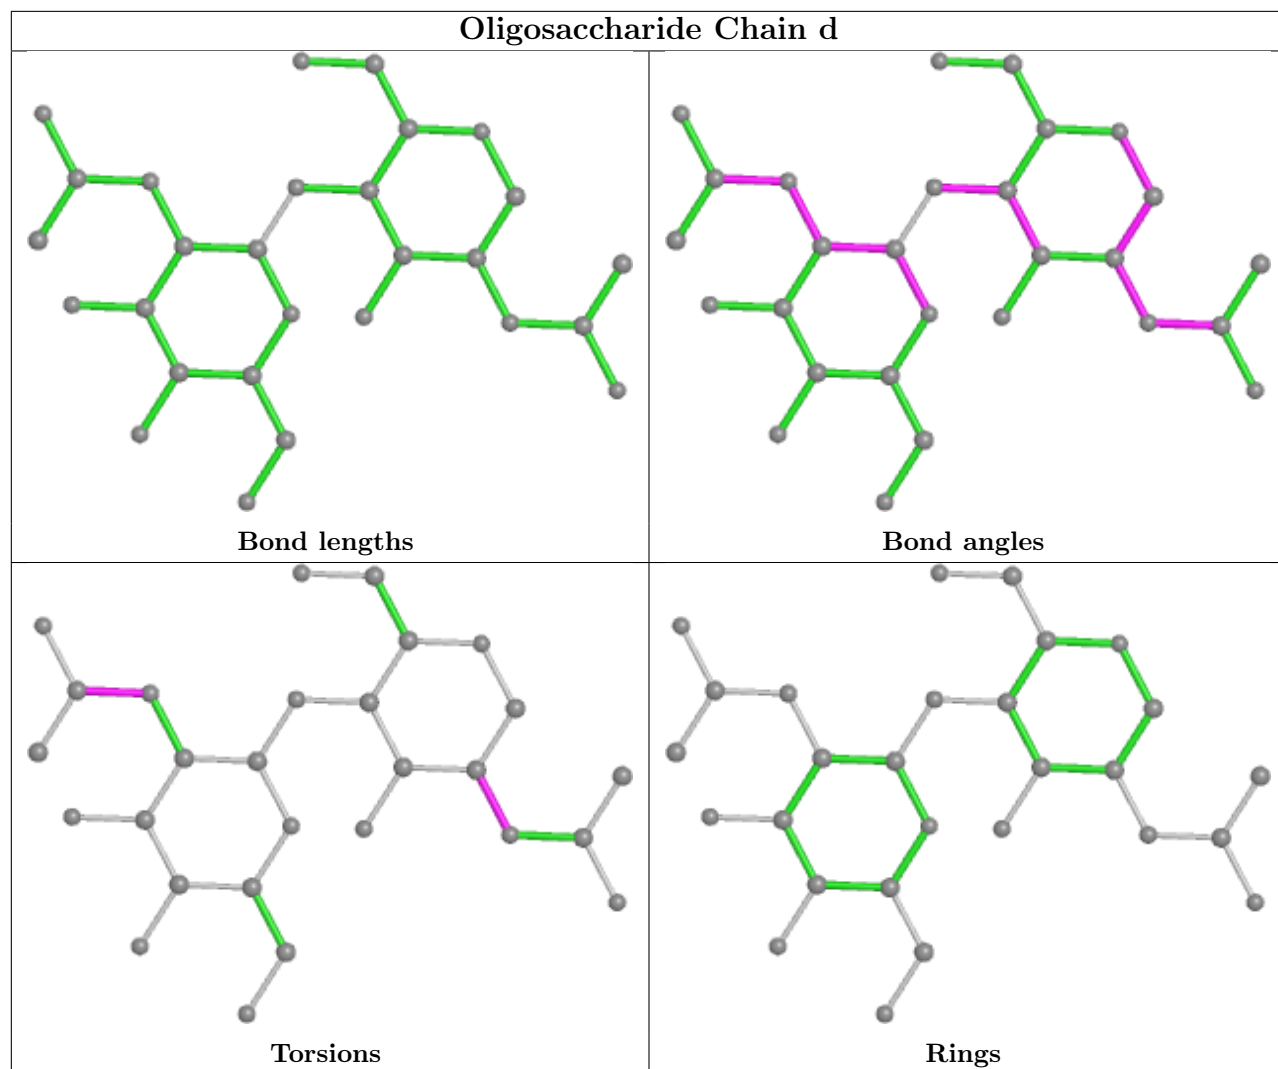 Oligosaccharide Chain d
Bond lengths
Bond angles
Torsions
Rings